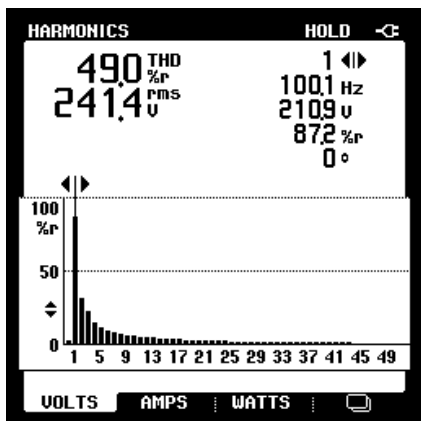 HARMONICS HOLD
49,0 THD %r
241,4 rms V
1
100,1 Hz
210,9 V
87,2 %r
0 °
100
%r
50
0
1 5 9 13 17 21 25 29 33 37 41 45 49
VOLTS AMPS WATTS